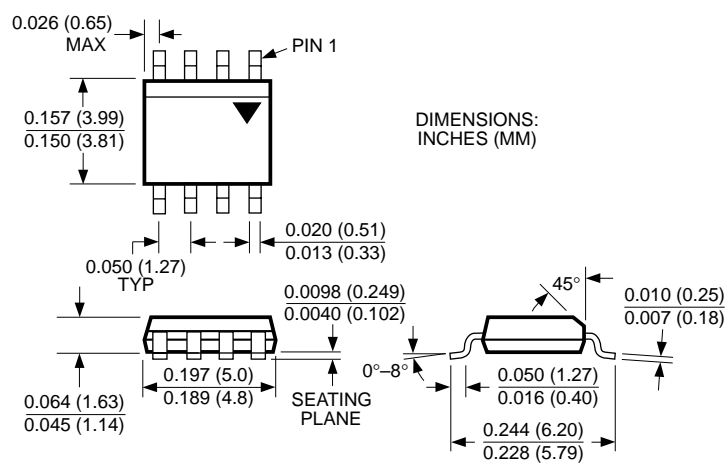 0.026 (0.65)
MAX
PIN 1
0.157 (3.99)
0.150 (3.81)
DIMENSIONS:
INCHES (MM)
0.020 (0.51)
0.013 (0.33)
0.050 (1.27)
TYP
0.0098 (0.249)
0.0040 (0.102)
45°
0.010 (0.25)
0.007 (0.18)
0°–8°
0.197 (5.0)
0.189 (4.8)
SEATING
PLANE
0.050 (1.27)
0.016 (0.40)
0.064 (1.63)
0.045 (1.14)
0.244 (6.20)
0.228 (5.79)